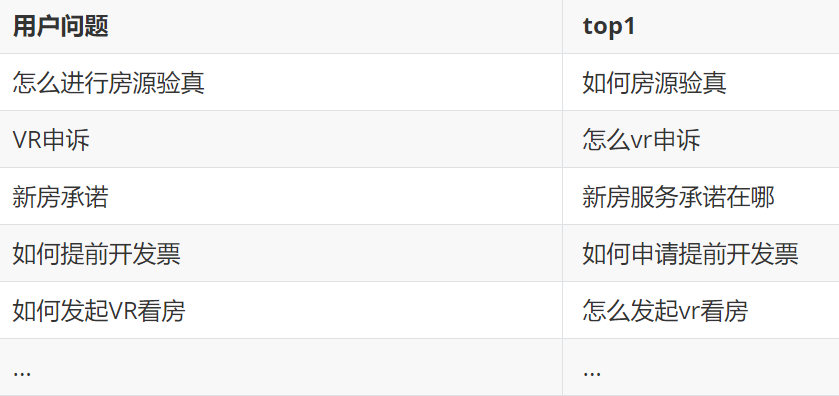 用户问题 top1
怎么进行房源验真 如何房源验真
VR申诉 怎么vr申诉
新房承诺 新房服务承诺在哪
如何提前开发票 如何申请提前开发票
如何发起VR看房 怎么发起vr看房
... ...